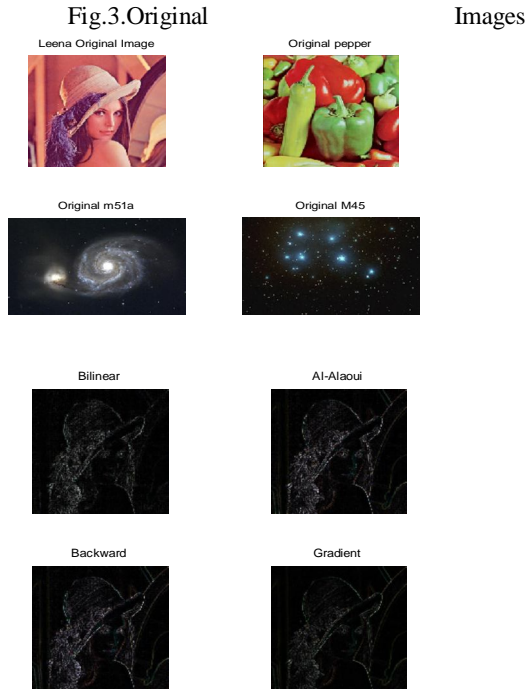 Fig.3.Original Images
Leena Original Image Original pepper
Original m51a Original M45
Bilinear Al-Alaoui
Backward Gradient